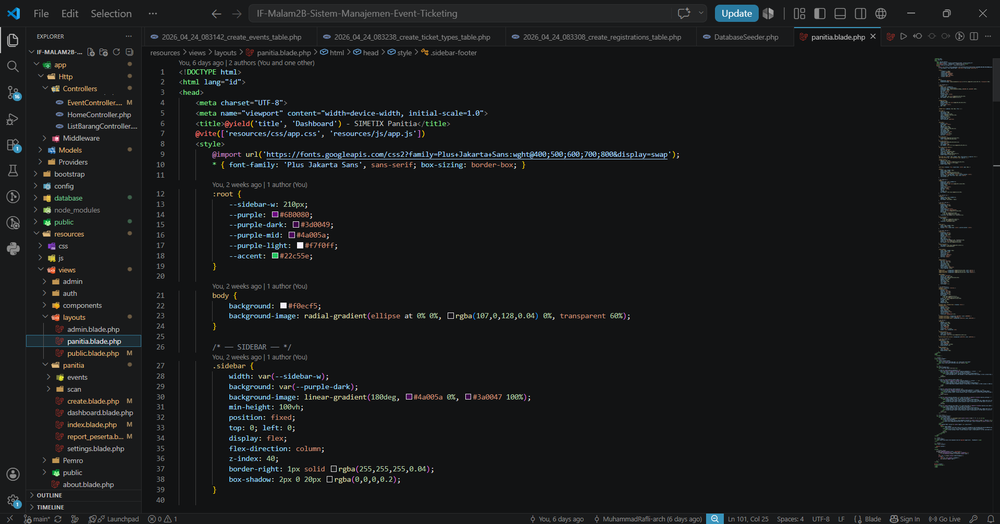 File Edit Selection ···
IF-Malam2B-Sistem-Manajemen-Event-Ticketing
Update
EXPLORER
IF-MALAM2B-...
app
Http
Controllers
EventController.... M
HomeController.php
ListBarangController....
Middleware
Models
Providers
bootstrap
config
database
node_modules
public
resources
css
js
views
admin
auth
components
layouts
admin.blade.php
panitia.blade.php
public.blade.php M
panitia
events
scan
create.blade.php M
dashboard.blade.php
index.blade.php M
report_peserta.b... M
settings.blade.php
Pemro
public
about.blade.php
OUTLINE
TIMELINE
16
1
1
2026_04_24_083142_create_events_table.php
2026_04_24_083238_create_ticket_types_table.php
2026_04_24_083308_create_registrations_table.php
DatabaseSeeder.php
panitia.blade.php
resources > views > layouts > panitia.blade.php > html > head > style > .sidebar-footer
You, 6 days ago | 2 authors (You and one other)
1 <!DOCTYPE html>
2 <html lang="id">
3 <head>
4 <meta charset="UTF-8">
5 <meta name="viewport" content="width=device-width, initial-scale=1.0">
6 <title>@yield('title', 'Dashboard') - SIMETIX Panitia</title>
7 @vite(['resources/css/app.css', 'resources/js/app.js'])
8 <style>
9 @import url('https://fonts.googleapis.com/css2?family=Plus+Jakarta+Sans:wght@400;500;600;700;800&display=swap');
10 * { font-family: 'Plus Jakarta Sans', sans-serif; box-sizing: border-box; }
11
You, 2 weeks ago | 1 author (You)
12 :root {
13 --sidebar-w: 210px;
14 --purple: #6B0080;
15 --purple-dark: #3d0049;
16 --purple-mid: #4a005a;
17 --purple-light: #f7f0ff;
18 --accent: #22c55e;
19 }
20
You, 2 weeks ago | 1 author (You)
21 body {
22 background: #f0ecf5;
23 background-image: radial-gradient(ellipse at 0% 0%, rgba(107,0,128,0.04) 0%, transparent 60%);
24 }
25
26 /* —— SIDEBAR —— */
You, 2 weeks ago | 1 author (You)
27 .sidebar {
28 width: var(--sidebar-w);
29 background: var(--purple-dark);
30 background-image: linear-gradient(180deg, #4a005a 0%, #3a0047 100%);
31 min-height: 100vh;
32 position: fixed;
33 top: 0; left: 0;
34 display: flex;
35 flex-direction: column;
36 z-index: 40;
37 border-right: 1px solid rgba(255,255,255,0.04);
38 box-shadow: 2px 0 20px rgba(0,0,0,0.2);
39 }
40
main* Launchpad 0 1 You, 6 days ago MuhammadRafli-arch (6 days ago) Ln 101, Col 25 Spaces: 4 UTF-8 LF { } Blade Sign In Go Live